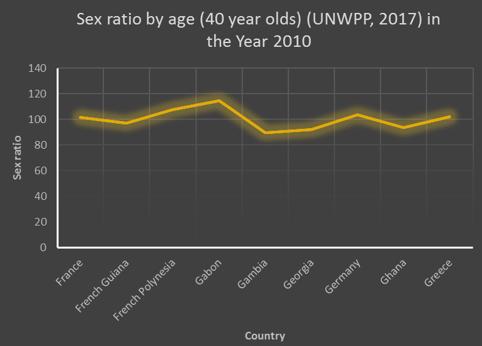 Sex ratio by age (40 year olds) (UNWPP, 2017) in
the Year 2010
140
120
100
80
60
40
20
0
Sex ratio
France
French Guiana
French Polynesia
Gabon
Gambia
Georgia
Germany
Ghana
Greece
Country